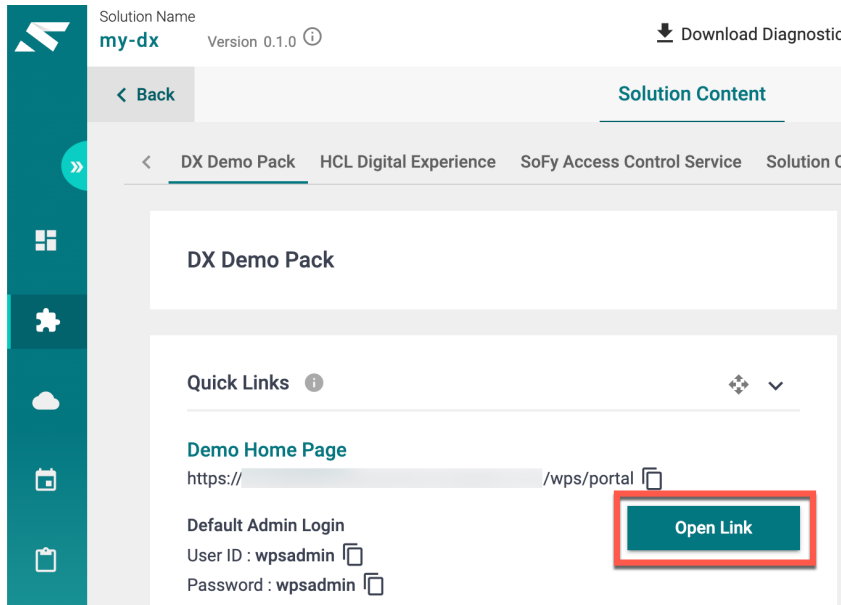 Solution Name
my-dx Version 0.1.0
Download Diagnostic
Back
Solution Content
DX Demo Pack HCL Digital Experience SoFy Access Control Service Solution
DX Demo Pack
Quick Links
Demo Home Page
https:// /wps/portal
Default Admin Login
Open Link
User ID : wpsadmin
Password : wpsadmin